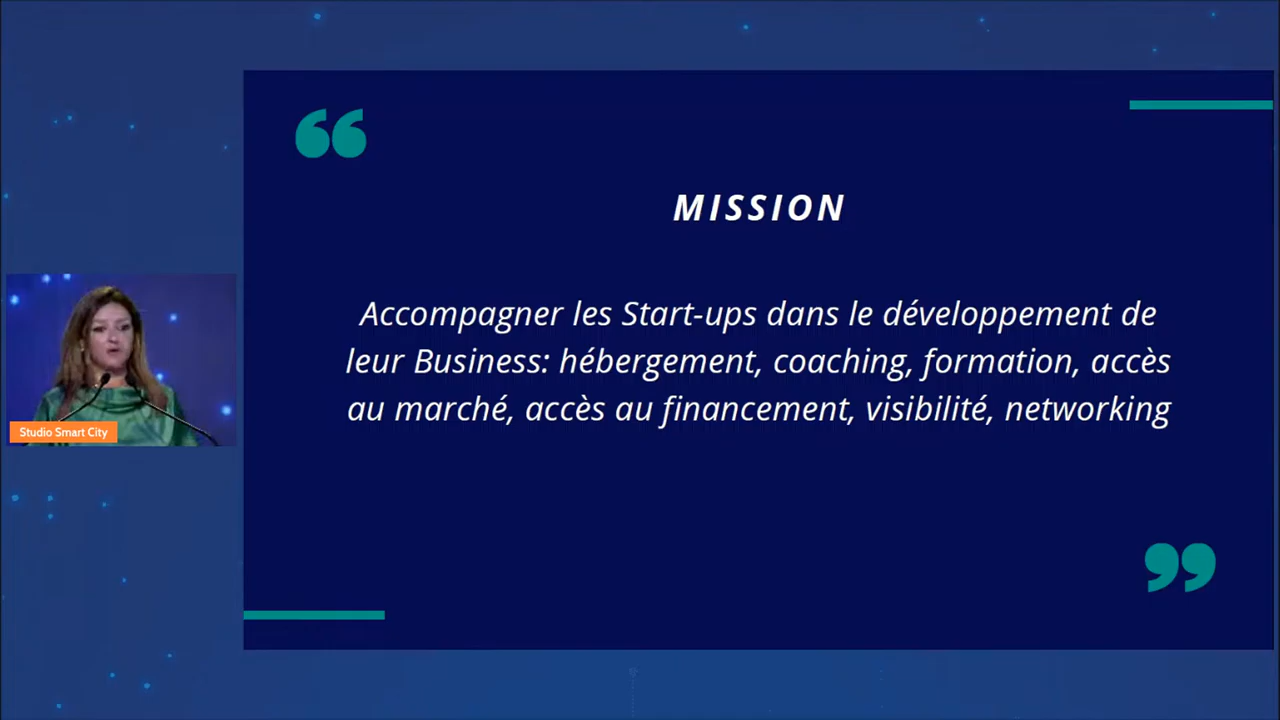 MISSION
Accompagner les Start-ups dans le développement de
leur Business: hébergement, coaching, formation, accès
au marché, accès au financement, visibilité, networking
Studio Smart City